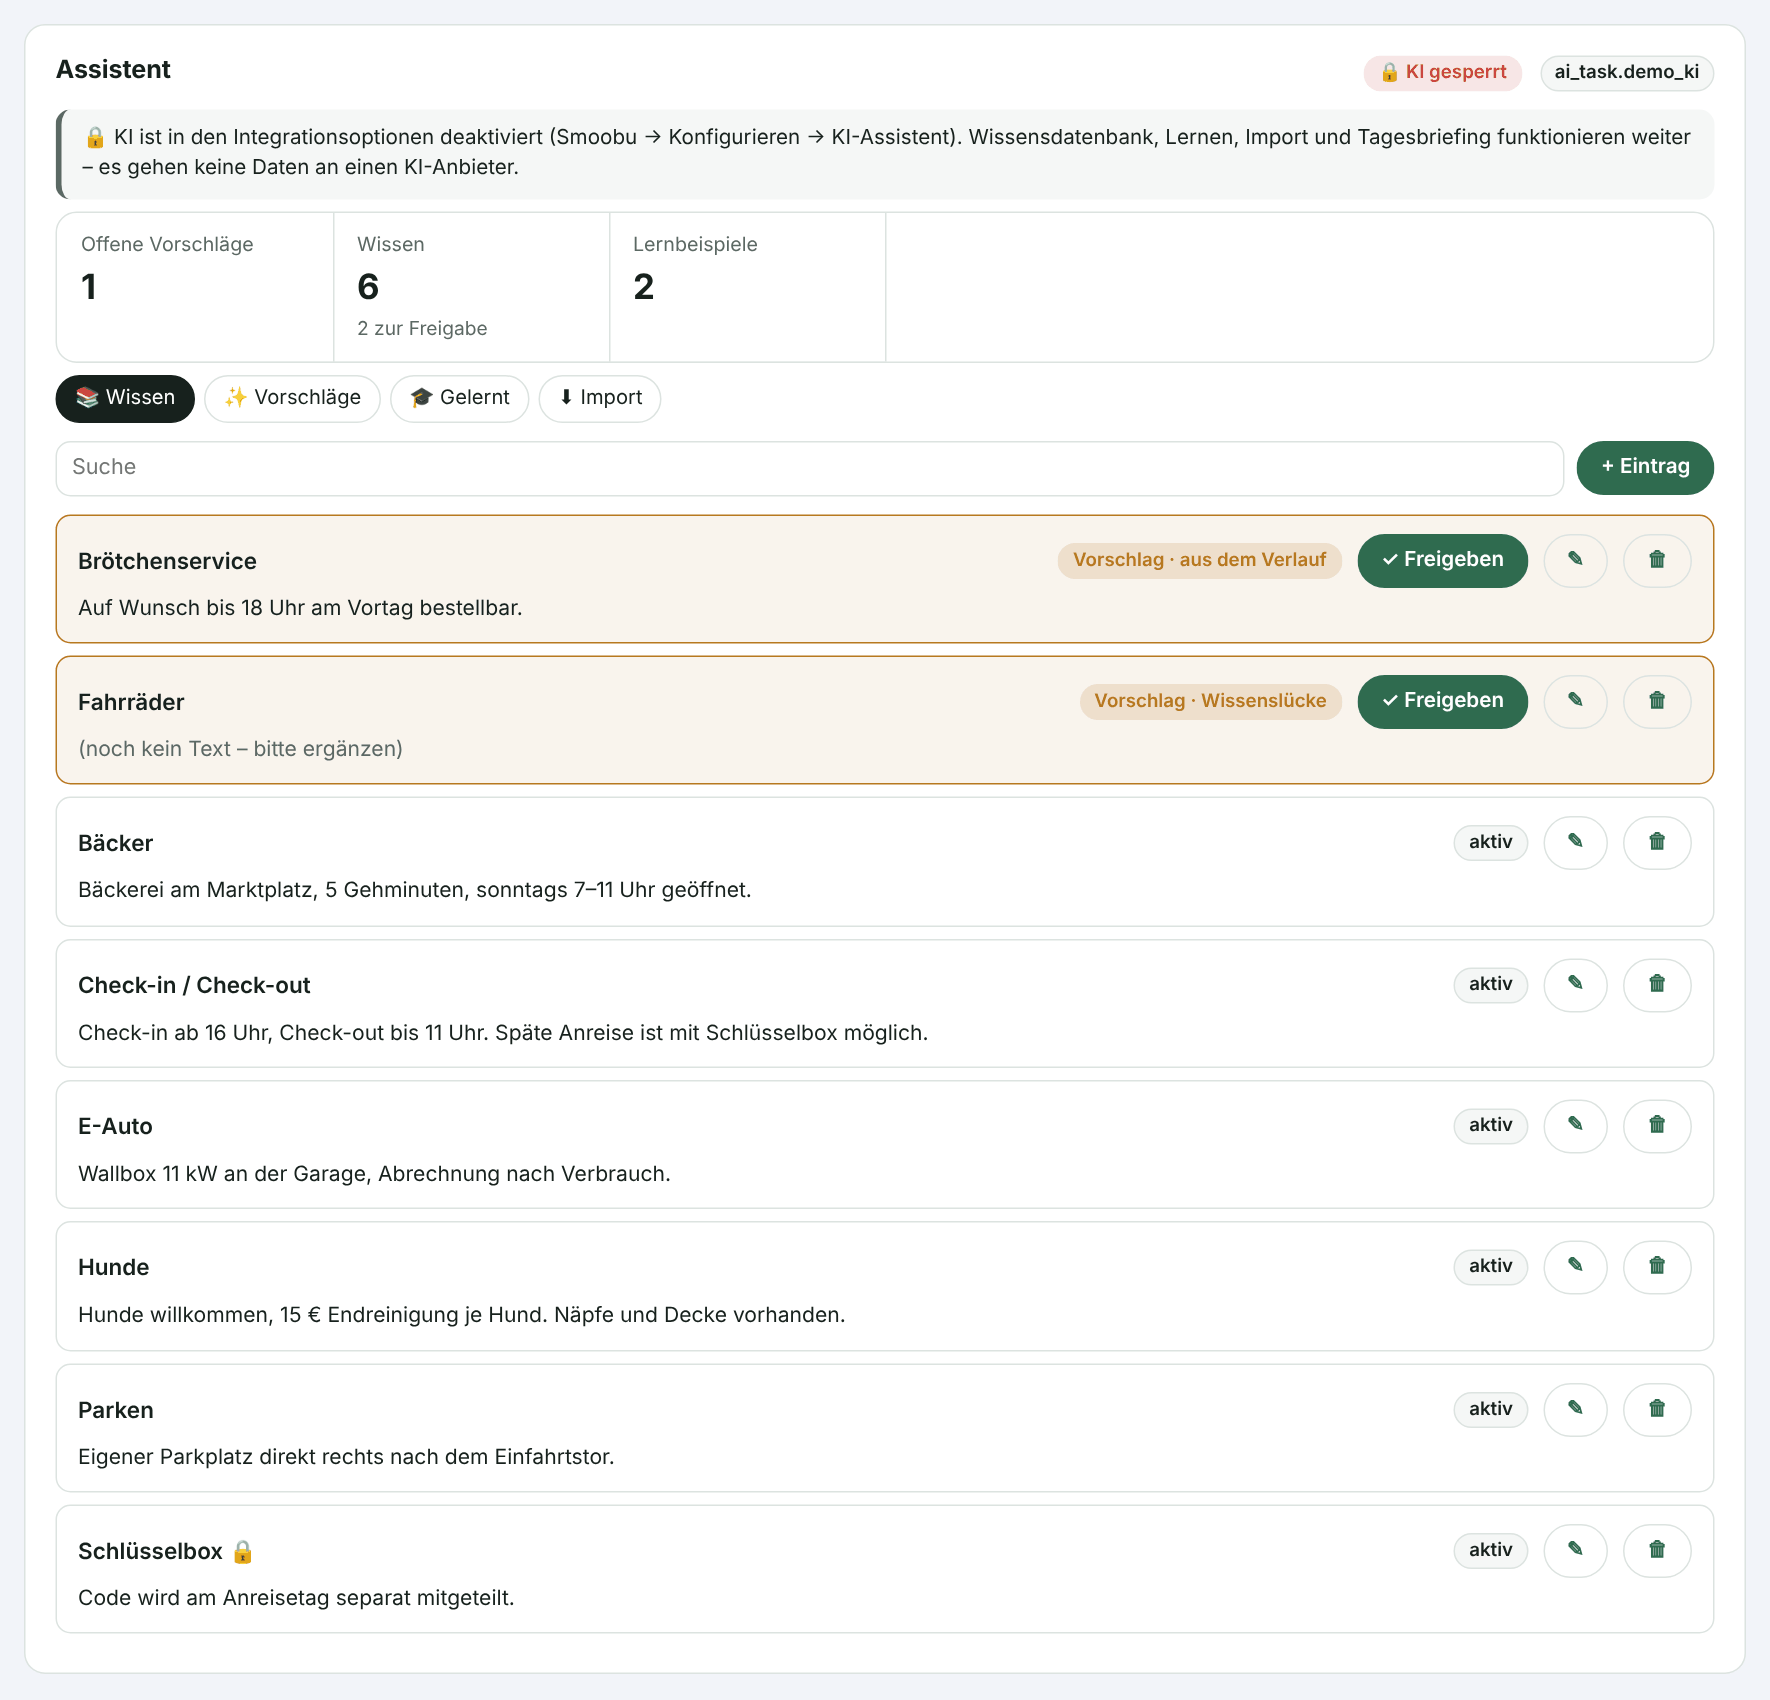 Assistent
🔒 KI gesperrt
ai_task.demo_ki
🔒 KI ist in den Integrationsoptionen deaktiviert (Smoobu → Konfigurieren → KI-Assistent). Wissensdatenbank, Lernen, Import und Tagesbriefing funktionieren weiter
– es gehen keine Daten an einen KI-Anbieter.
Offene Vorschläge
1
Wissen
6
2 zur Freigabe
Lernbeispiele
2
📚 Wissen
✨ Vorschläge
🎓 Gelernt
⬇ Import
Suche
+ Eintrag
Brötchenservice
Vorschlag · aus dem Verlauf
✓ Freigeben
Auf Wunsch bis 18 Uhr am Vortag bestellbar.
Fahrräder
Vorschlag · Wissenslücke
✓ Freigeben
(noch kein Text – bitte ergänzen)
Bäcker
aktiv
Bäckerei am Marktplatz, 5 Gehminuten, sonntags 7–11 Uhr geöffnet.
Check-in / Check-out
aktiv
Check-in ab 16 Uhr, Check-out bis 11 Uhr. Späte Anreise ist mit Schlüsselbox möglich.
E-Auto
aktiv
Wallbox 11 kW an der Garage, Abrechnung nach Verbrauch.
Hunde
aktiv
Hunde willkommen, 15 € Endreinigung je Hund. Näpfe und Decke vorhanden.
Parken
aktiv
Eigener Parkplatz direkt rechts nach dem Einfahrtstor.
Schlüsselbox 🔒
aktiv
Code wird am Anreisetag separat mitgeteilt.